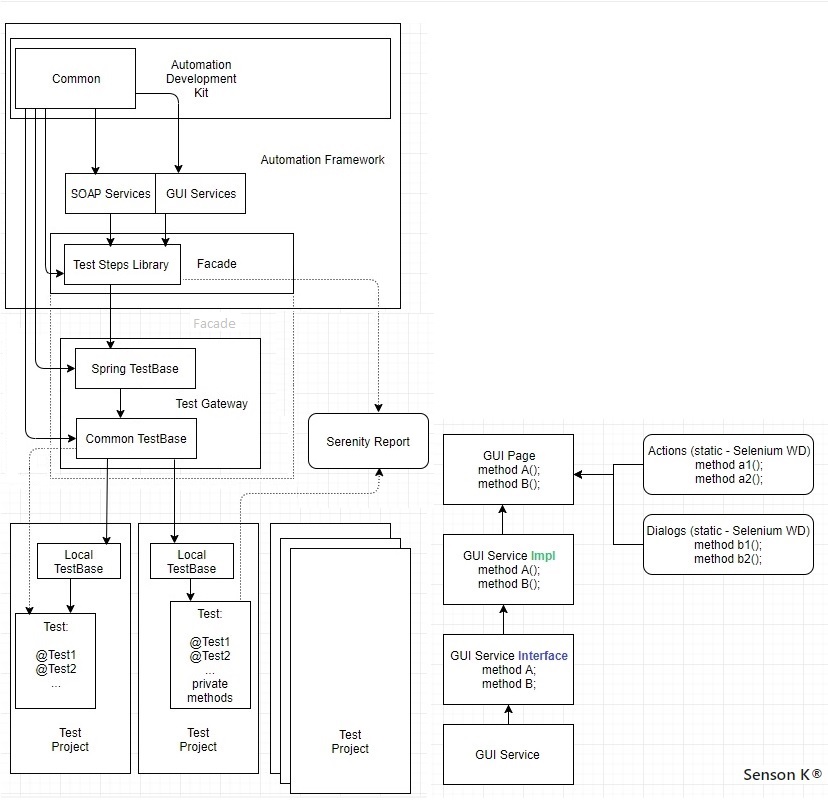 Common
Automation
Development
Kit
Automation Framework
SOAP Services
GUI Services
Test Steps Library
Facade
Facade
Spring TestBase
Test Gateway
Common TestBase
Serenity Report
Local
TestBase
Test:
@Test1
@Test2
...
Test
Project
Local
TestBase
Test:
@Test1
@Test2
...
private
methods
Test
Project
Test
Project
GUI Page
method A();
method B();
Actions (static - Selenium WD)
method a1();
method a2();
Dialogs (static - Selenium WD)
method b1();
method b2();
GUI Service Impl
method A();
method B();
GUI Service Interface
method A;
method B;
GUI Service
Senson K®